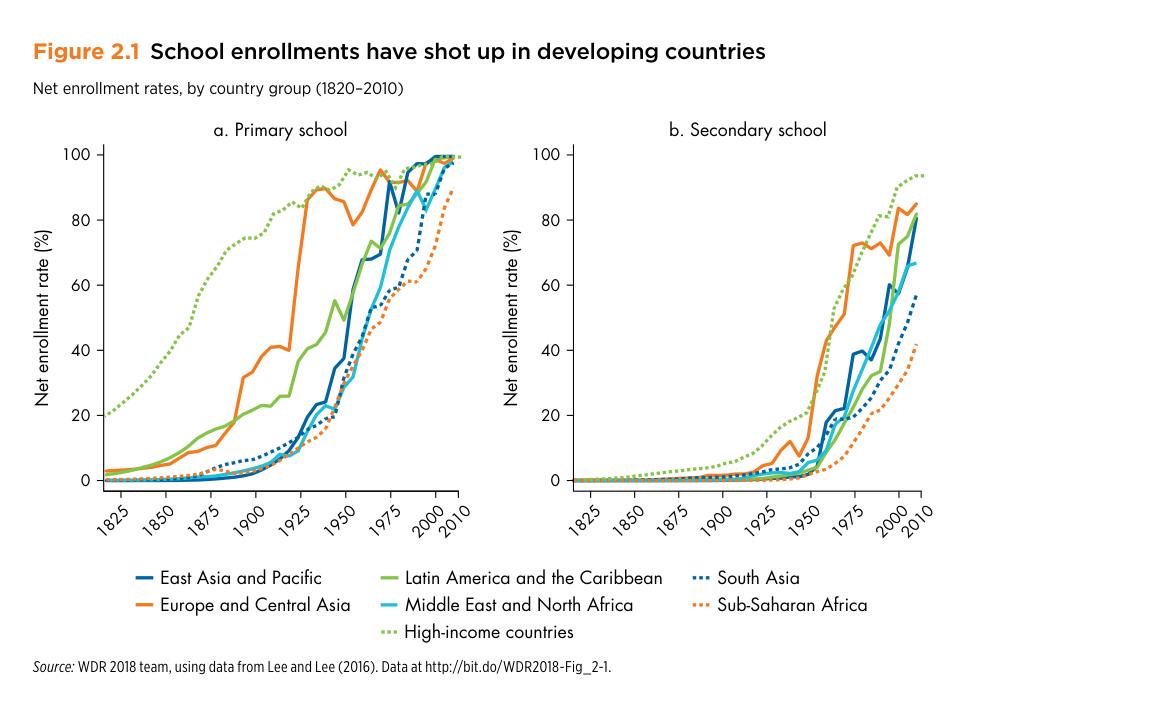 Figure 2.1 School enrollments have shot up in developing countries
Net enrollment rates, by country group (1820–2010)
a. Primary school
Net enrollment rate (%)
100
80
60
40
20
0
1825 1850 1875 1900 1925 1950 1975 2000 2010
b. Secondary school
Net enrollment rate (%)
100
80
60
40
20
0
1825 1850 1875 1900 1925 1950 1975 2000 2010
East Asia and Pacific Latin America and the Caribbean South Asia
Europe and Central Asia Middle East and North Africa Sub-Saharan Africa
High-income countries
Source: WDR 2018 team, using data from Lee and Lee (2016). Data at http://bit.do/WDR2018-Fig_2-1.